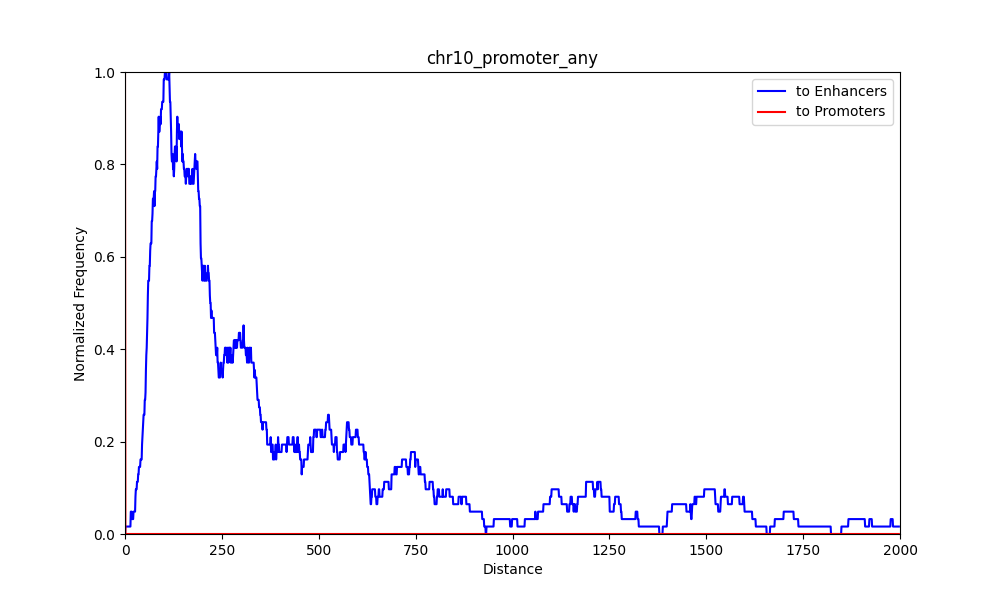 chr10_promoter_any
to Enhancers
to Promoters
Normalized Frequency
1.0
0.8
0.6
0.4
0.2
0.0
0 250 500 750 1000 1250 1500 1750 2000
Distance